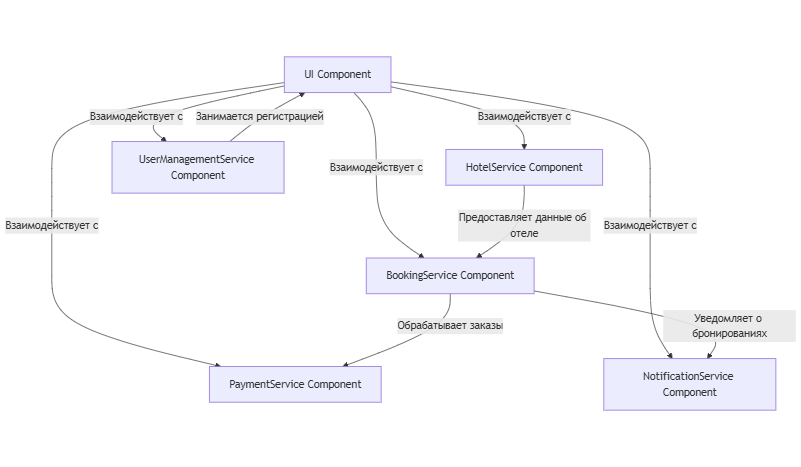 UI Component
Взаимодействует с
Занимается регистрацией
Взаимодействует с
UserManagementService
Component
Взаимодействует с
HotelService Component
Взаимодействует с
Предоставляет данные об
отеле
Взаимодействует с
BookingService Component
Обрабатывает заказы
Уведомляет о
бронированиях
PaymentService Component
NotificationService
Component